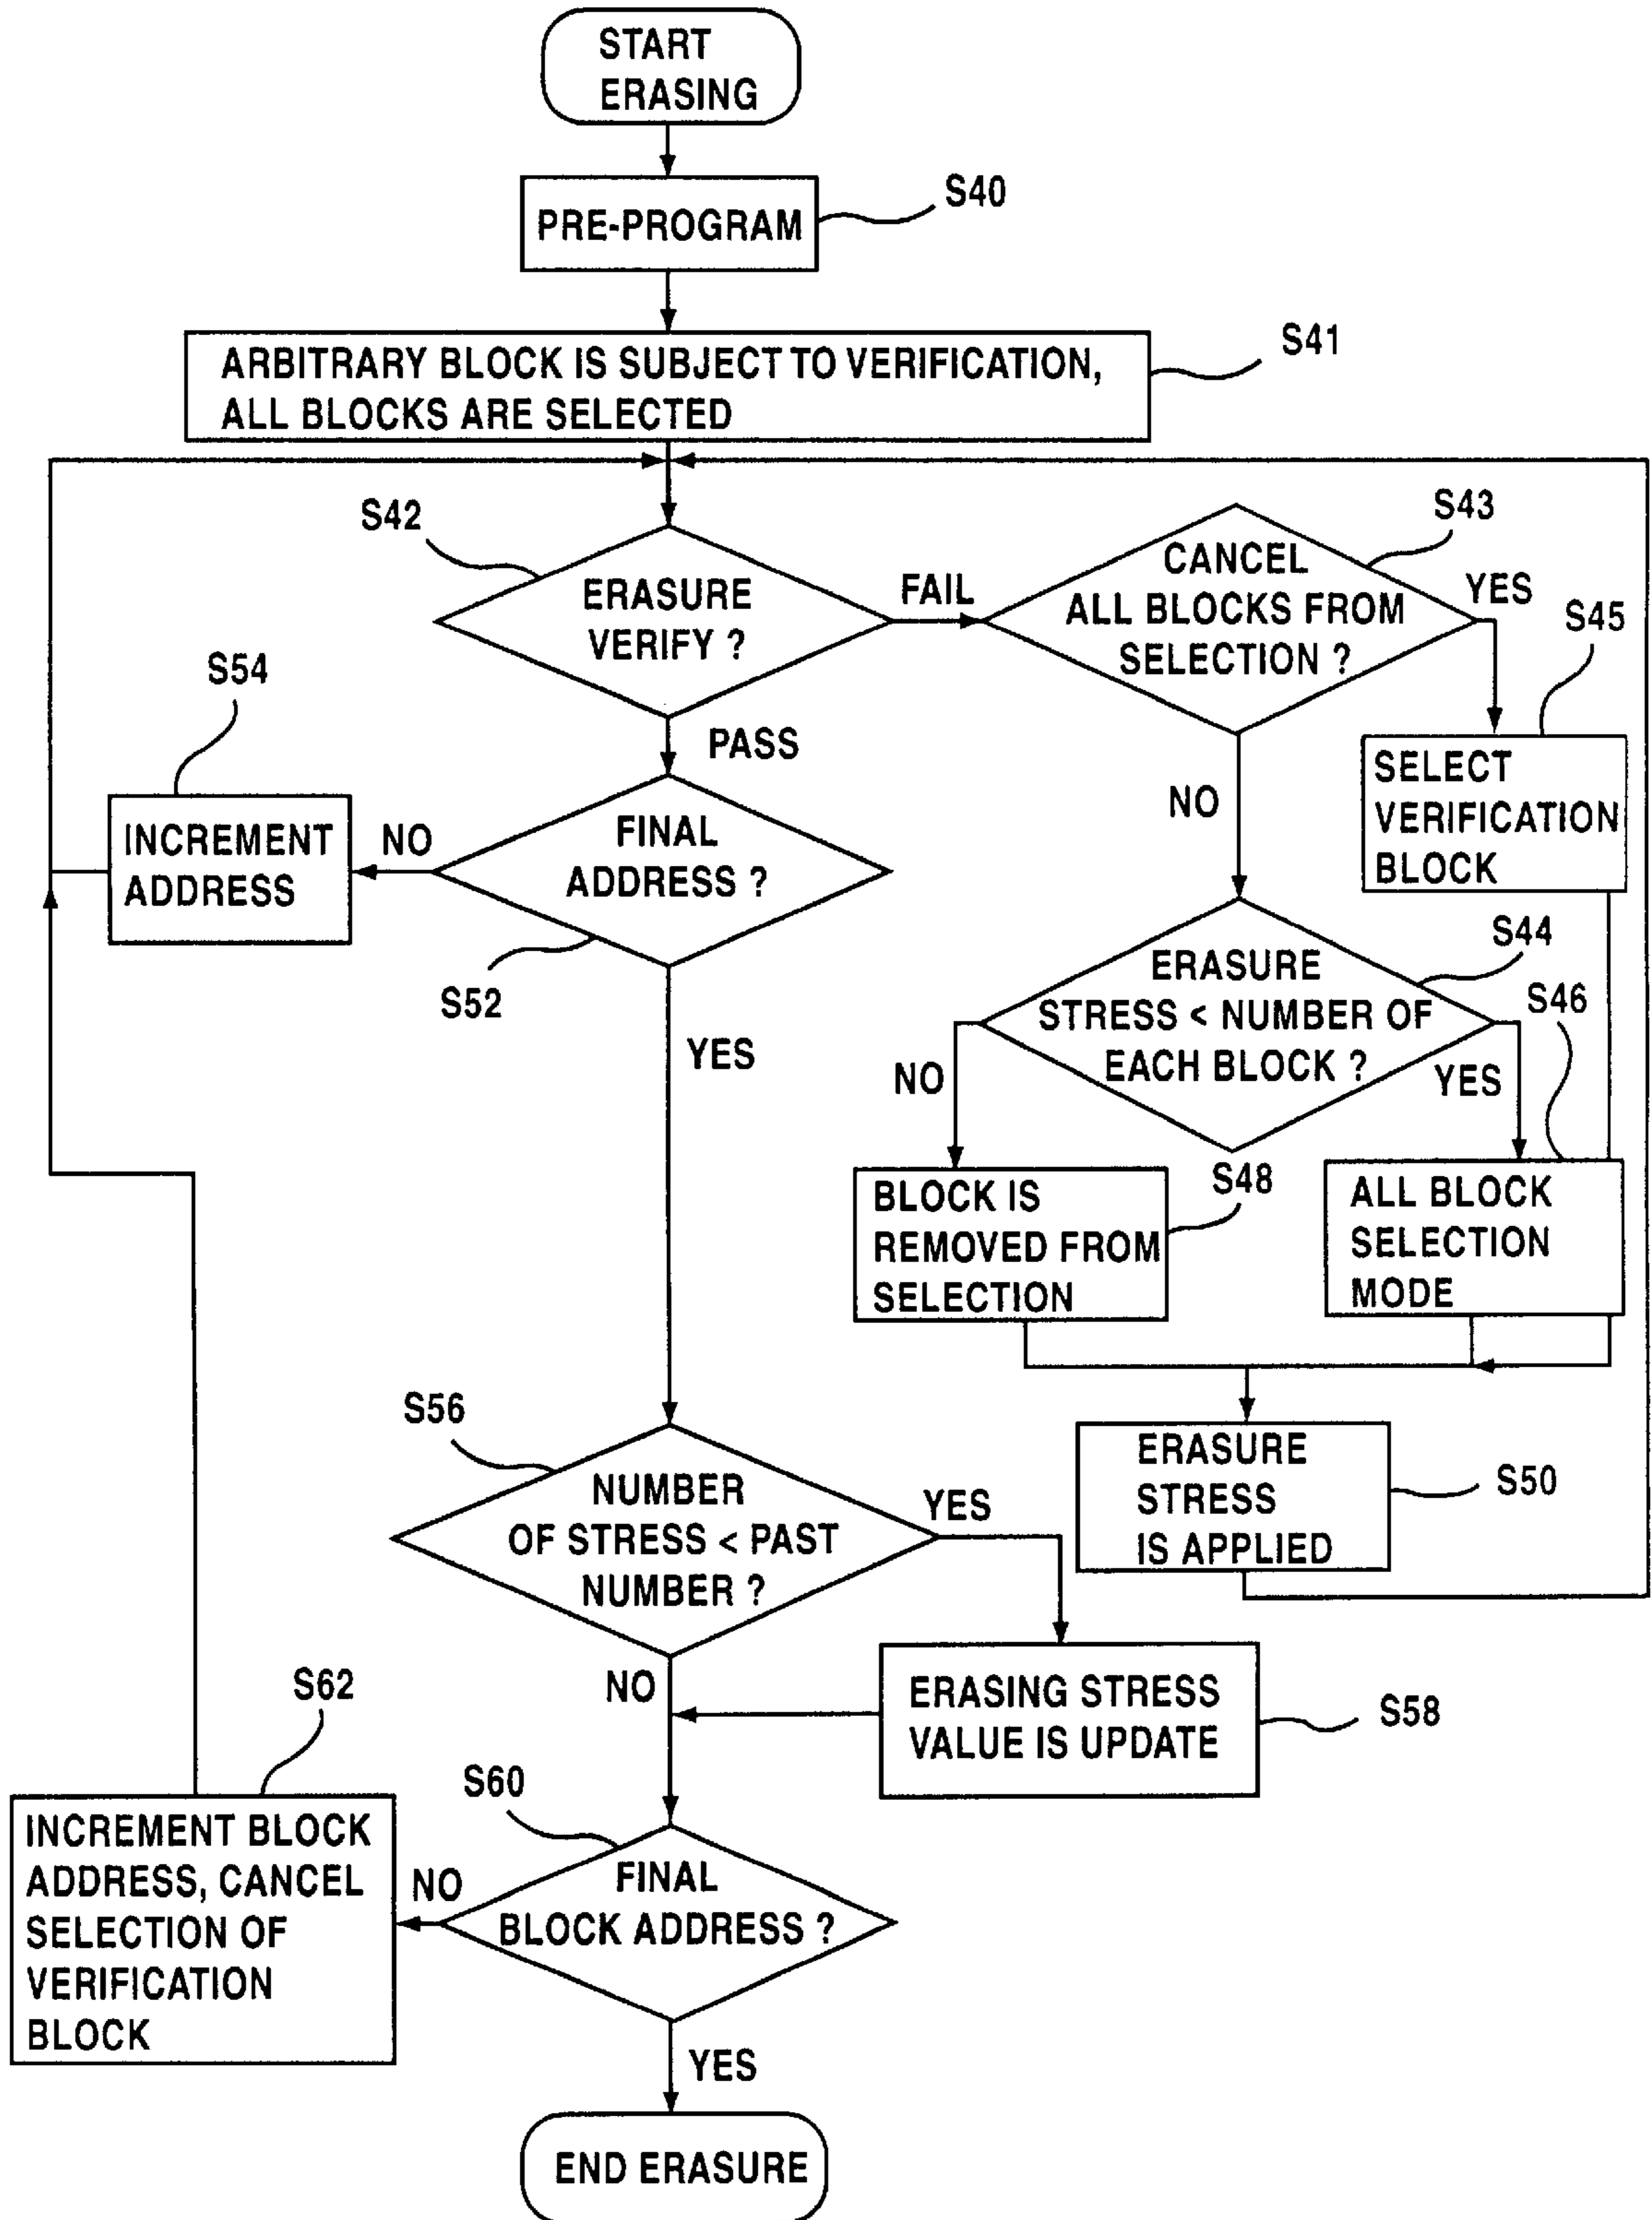 START
ERASING
S40
PRE-PROGRAM
S41
ARBITRARY BLOCK IS SUBJECT TO VERIFICATION,
ALL BLOCKS ARE SELECTED
S42
ERASURE
VERIFY ?
FAIL
S43
CANCEL
ALL BLOCKS FROM
SELECTION ?
YES
S45
SELECT
VERIFICATION
BLOCK
PASS
NO
S54
INCREMENT
ADDRESS
NO
FINAL
ADDRESS ?
S52
YES
S44
ERASURE
STRESS < NUMBER OF
EACH BLOCK ?
NO
YES
S46
S48
BLOCK IS
REMOVED FROM
SELECTION
ALL BLOCK
SELECTION
MODE
ERASURE
STRESS
IS APPLIED
S50
S56
NUMBER
OF STRESS < PAST
NUMBER ?
YES
NO
ERASING STRESS
VALUE IS UPDATE
S58
S62
INCREMENT BLOCK
ADDRESS, CANCEL
SELECTION OF
VERIFICATION
BLOCK
NO
S60
FINAL
BLOCK ADDRESS ?
YES
END ERASURE